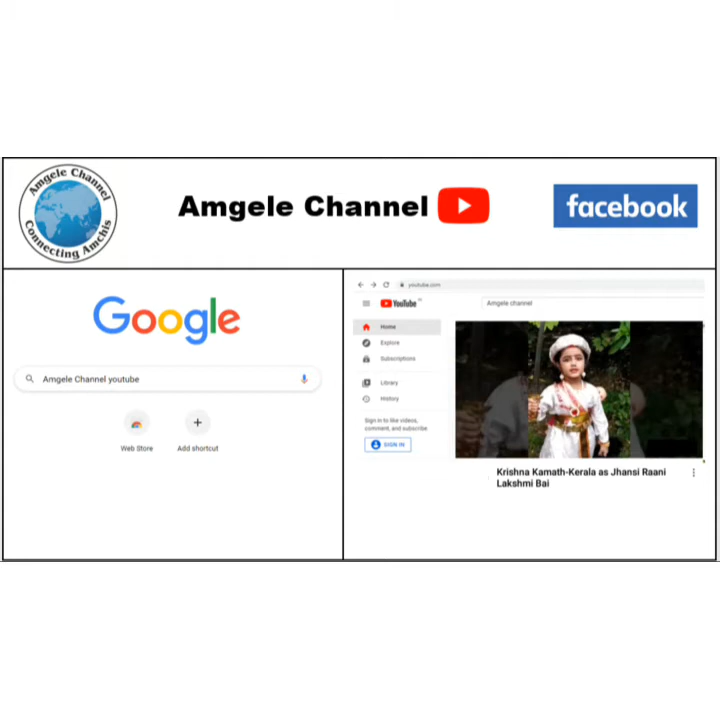 Amgele Channel
Connecting Amchis
Amgele Channel
facebook
Google
Amgele Channel youtube
Web Store
Add shortcut
youtube.com
YouTube
Amgele channel
Home
Explore
Subscriptions
Library
History
Sign in to like videos,
comment, and subscribe
SIGN IN
Krishna Kamath-Kerala as Jhansi Raani
Lakshmi Bai